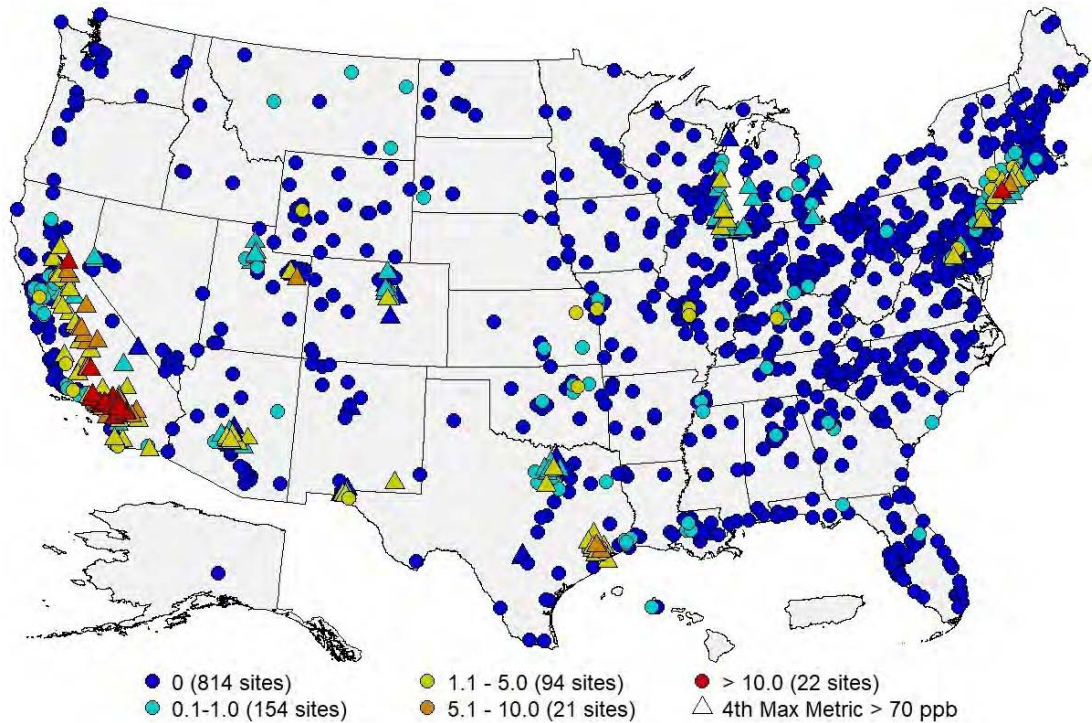 0 (814 sites) 1.1 - 5.0 (94 sites) > 10.0 (22 sites)
0.1-1.0 (154 sites) 5.1 - 10.0 (21 sites) 4th Max Metric > 70 ppb